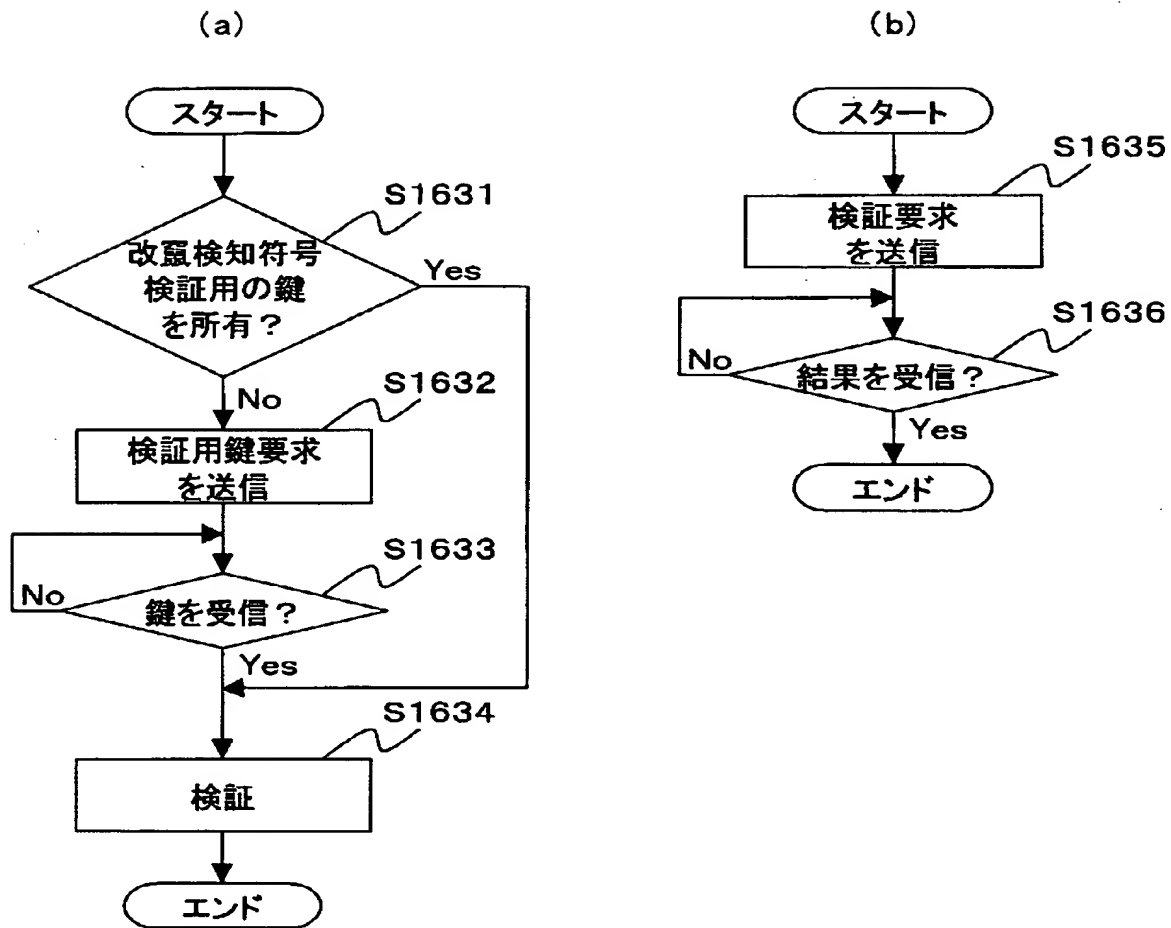 (a)
スタート
S1631
改竄検知符号
検証用の鍵
を所有？
Yes
No
S1632
検証用鍵要求
を送信
S1633
No
鍵を受信？
Yes
S1634
検証
エンド
(b)
スタート
S1635
検証要求
を送信
S1636
No
結果を受信？
Yes
エンド